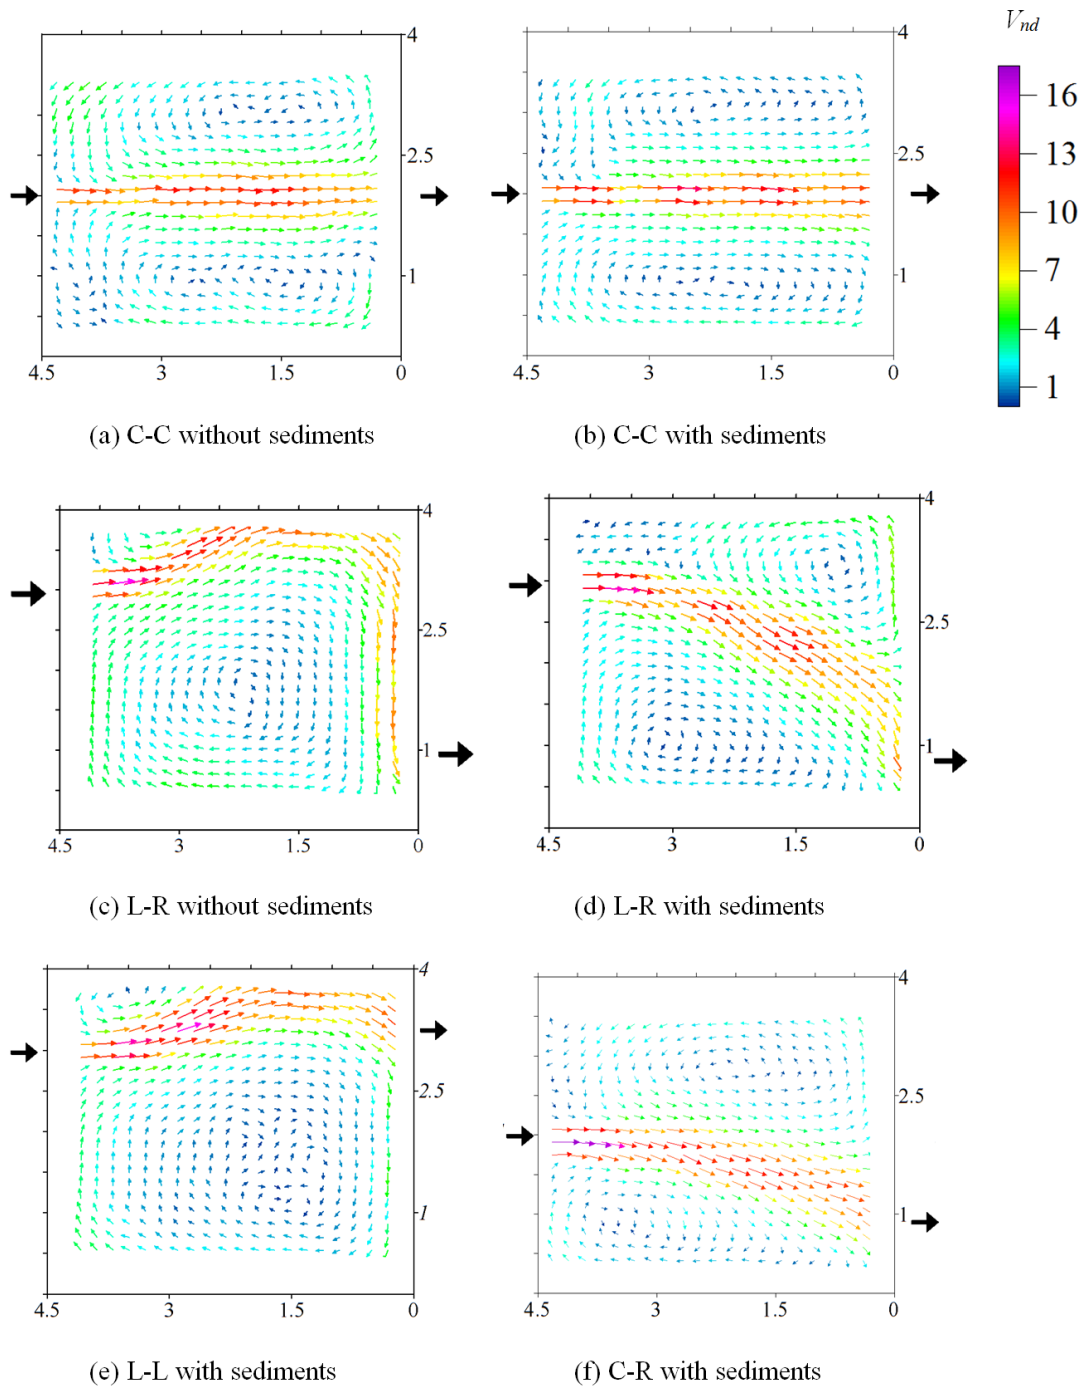 V_nd
4
2.5
1
4.5 3 1.5 0
4
2.5
1
4.5 3 1.5 0
16
13
10
7
4
1
(a) C-C without sediments
(b) C-C with sediments
4
2.5
1
4.5 3 1.5 0
4
2.5
1
4.5 3 1.5 0
(c) L-R without sediments
(d) L-R with sediments
4
2.5
1
4.5 3 1.5 0
4
2.5
1
4.5 3 1.5 0
(e) L-L with sediments
(f) C-R with sediments